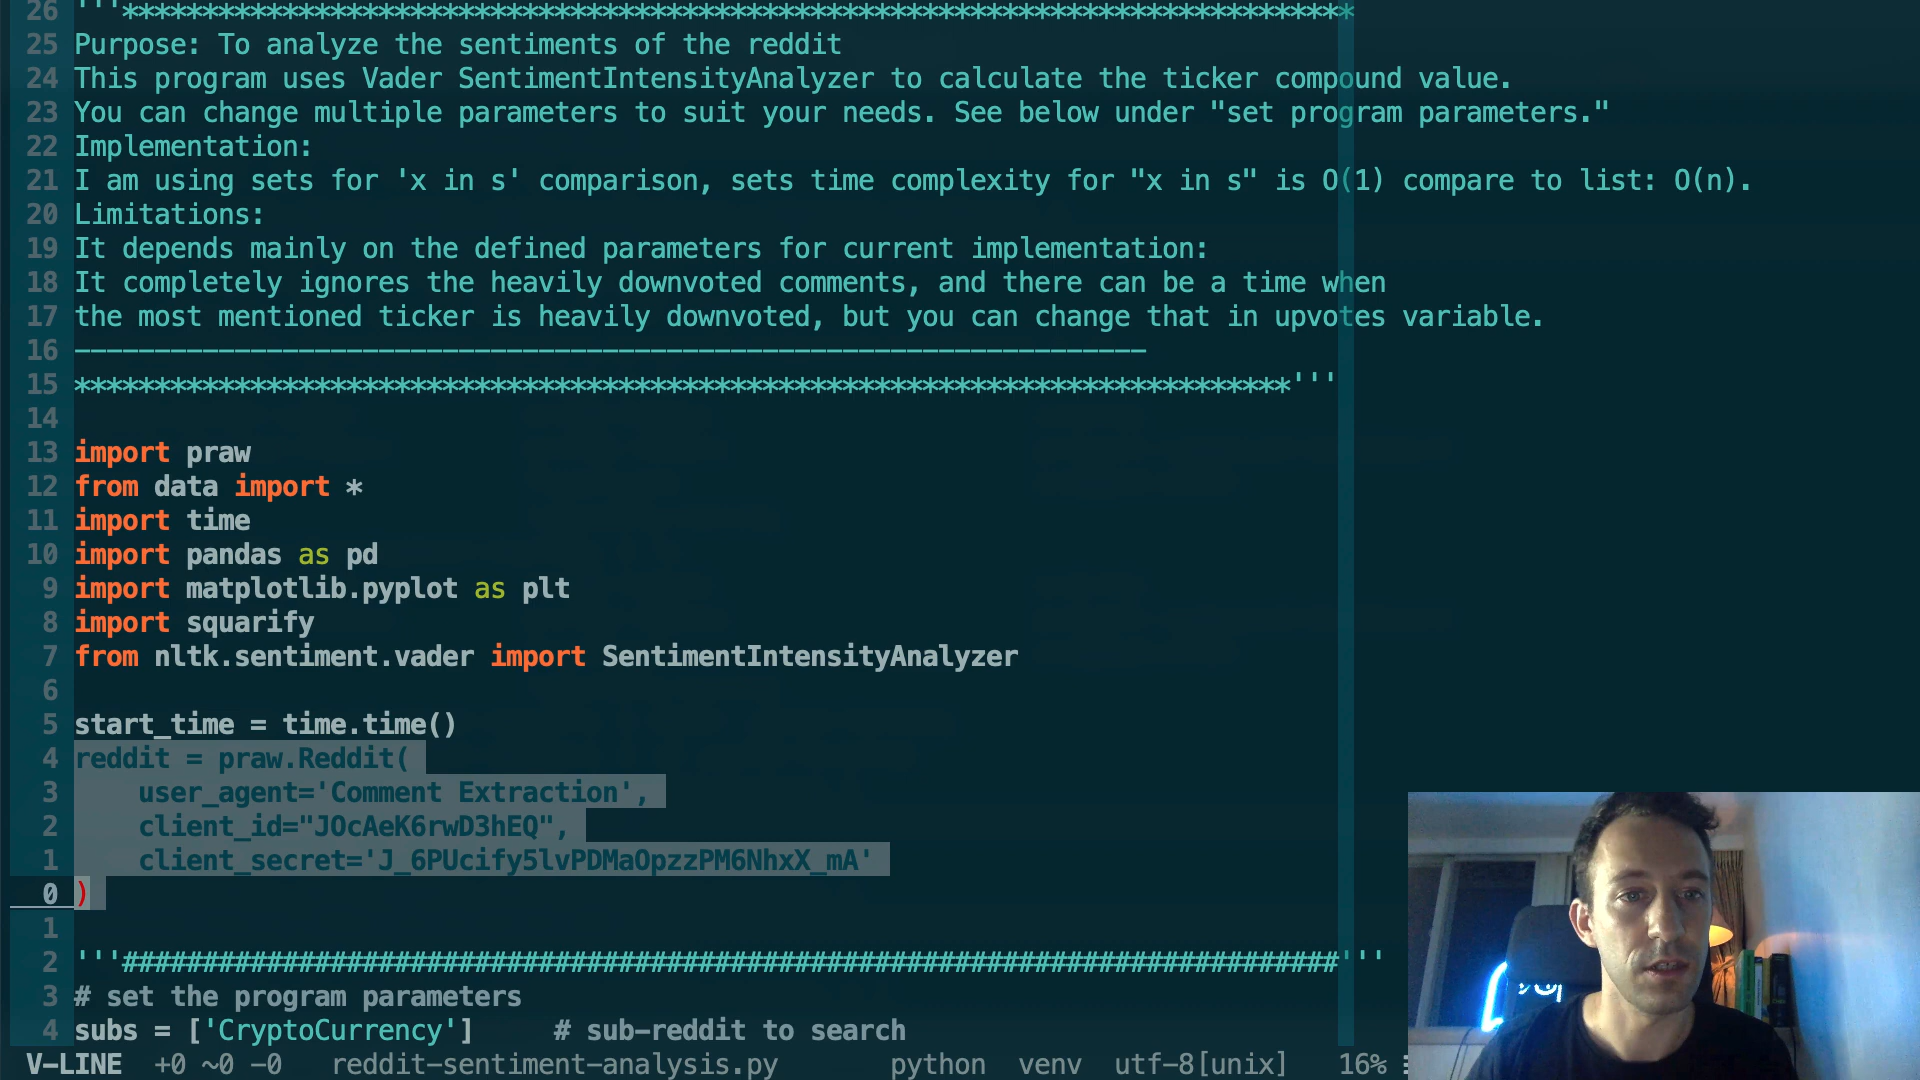 26 '''*****************************************************************************
25 Purpose: To analyze the sentiments of the reddit
24 This program uses Vader SentimentIntensityAnalyzer to calculate the ticker compound value.
23 You can change multiple parameters to suit your needs. See below under "set program parameters."
22 Implementation:
21 I am using sets for 'x in s' comparison, sets time complexity for "x in s" is O(1) compare to list: O(n).
20 Limitations:
19 It depends mainly on the defined parameters for current implementation:
18 It completely ignores the heavily downvoted comments, and there can be a time when
17 the most mentioned ticker is heavily downvoted, but you can change that in upvotes variable.
16 -------------------------------------------------------------------
15 ****************************************************************************'''
14
13 import praw
12 from data import *
11 import time
10 import pandas as pd
9 import matplotlib.pyplot as plt
8 import squarify
7 from nltk.sentiment.vader import SentimentIntensityAnalyzer
6
5 start_time = time.time()
4 reddit = praw.Reddit(
3     user_agent='Comment Extraction',
2     client_id="JOcAeK6rwD3hEQ",
1     client_secret='J_6PUcify5lvPDMaOpzzPM6NhxX_mA'
0 )
1
2 '''############################################################################'''
3 # set the program parameters
4 subs = ['CryptoCurrency']     # sub-reddit to search
V-LINE +0 ~0 -0 reddit-sentiment-analysis.py python venv utf-8[unix] 16%